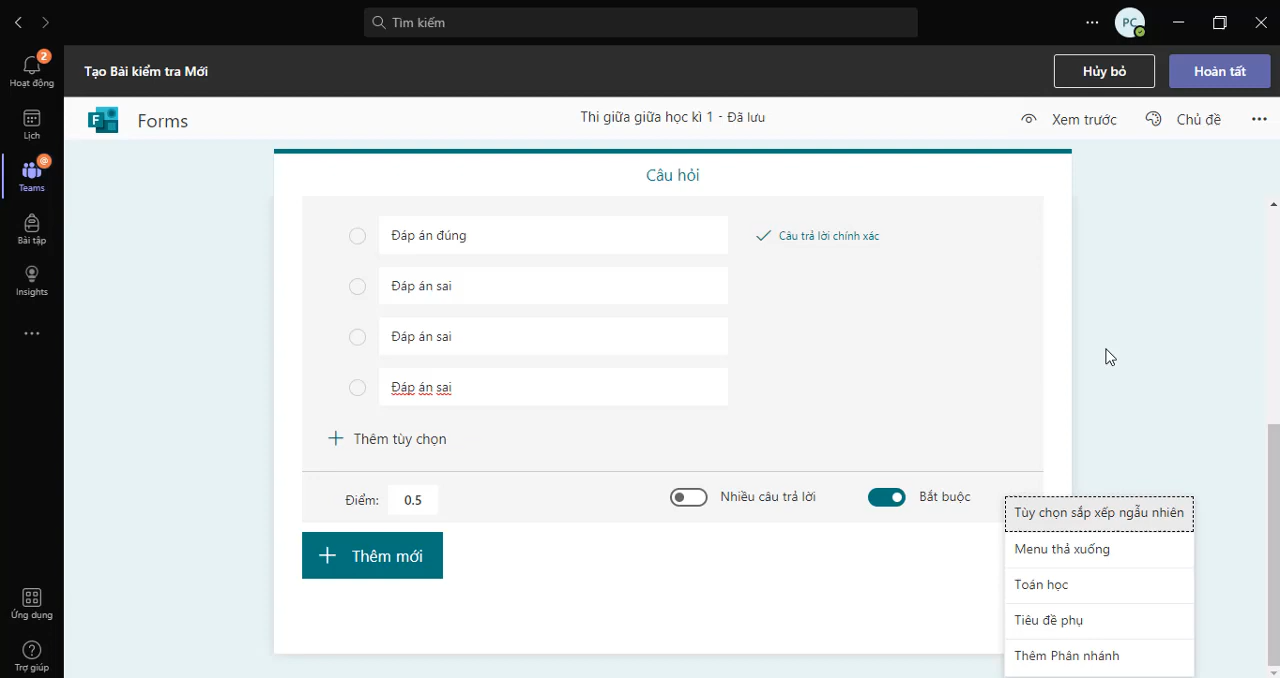 Tìm kiếm
PC
2
Hoạt động
Tạo Bài kiểm tra Mới
Hủy bỏ
Hoàn tất
Lịch
F
Forms
Thi giữa giữa học kì 1 - Đã lưu
Xem trước
Chủ đề
@
Teams
Bài tập
Insights
Câu hỏi
Đáp án đúng
Câu trả lời chính xác
Đáp án sai
Đáp án sai
Đáp án sai
Thêm tùy chọn
Điểm:
0.5
Nhiều câu trả lời
Bắt buộc
Tùy chọn sắp xếp ngẫu nhiên
Menu thả xuống
Toán học
Tiêu đề phụ
Thêm Phân nhánh
Thêm mới
Ứng dụng
Trợ giúp